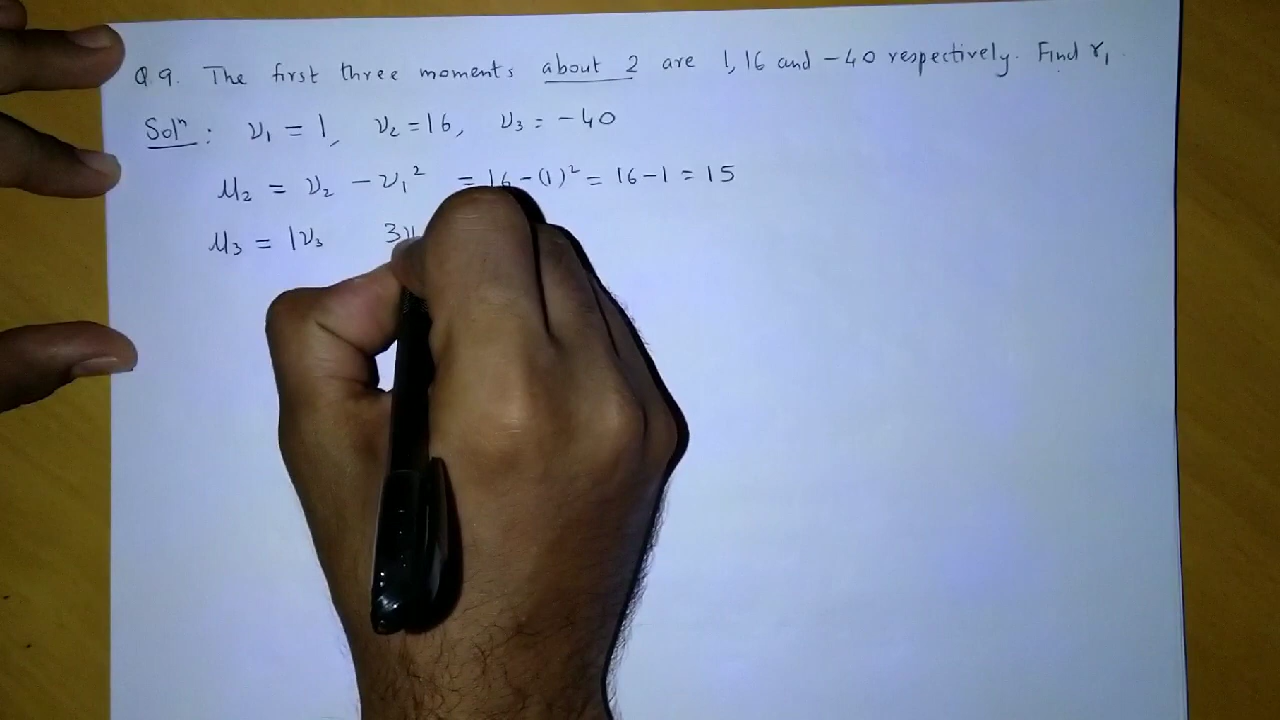 Q 9. The first three moments about 2 are 1, 16 and -40 respectively. Find γ₁.
Solⁿ : ν₁ = 1, ν₂ = 16, ν₃ = -40
μ₂ = ν₂ - ν₁² = 16 - (1)² = 16 - 1 = 15
μ₃ = 1ν₃ 3ν